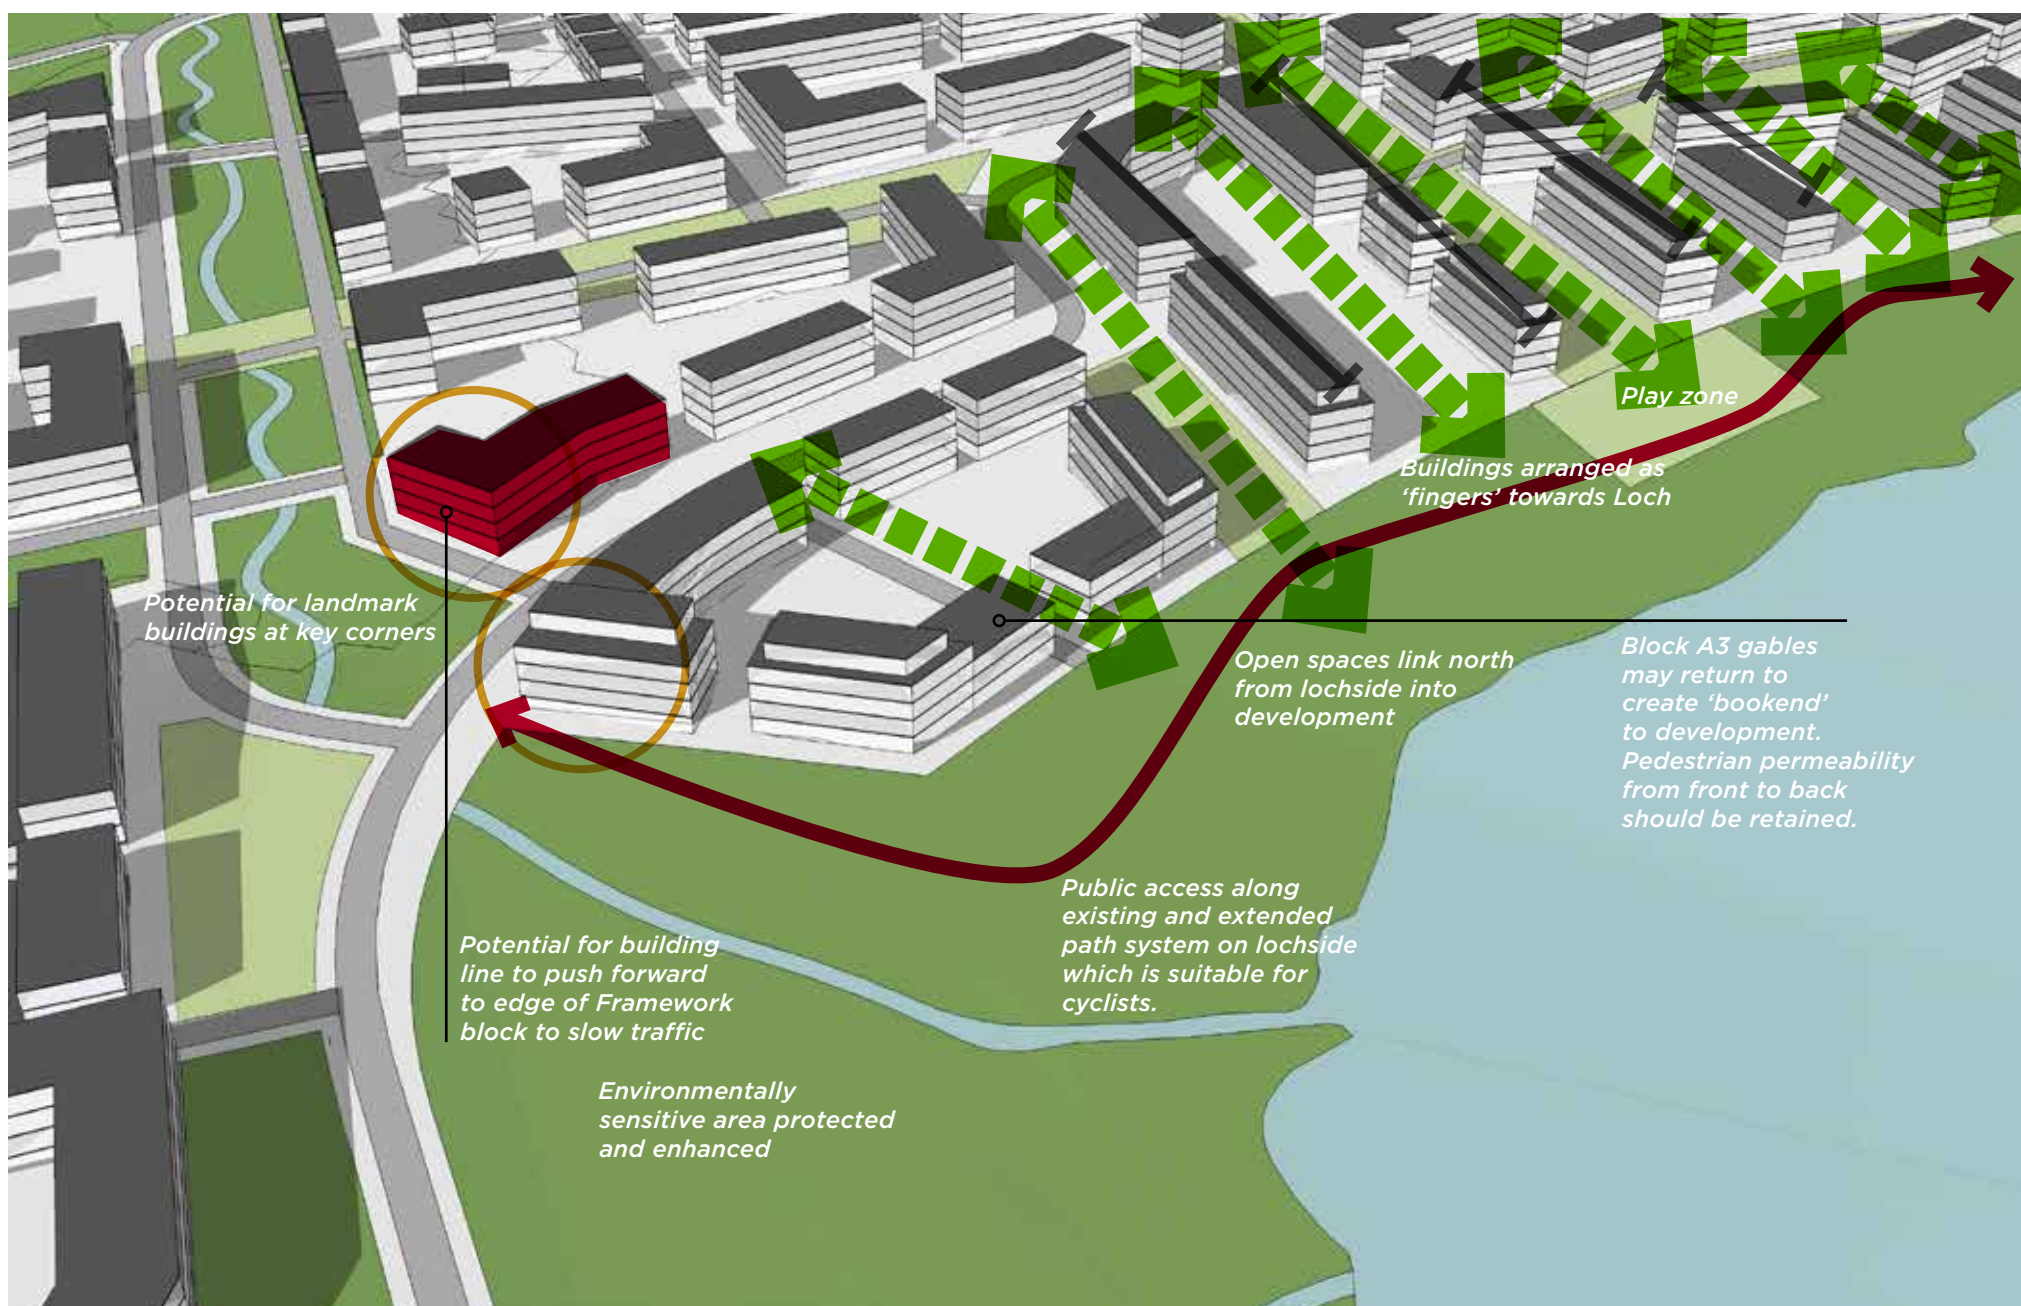 Play zone
Buildings arranged as
‘fingers’ towards Loch
Potential for landmark
buildings at key corners
Open spaces link north
from lochside into
development
Block A3 gables
may return to
create ‘bookend’
to development.
Pedestrian permeability
from front to back
should be retained.
Public access along
existing and extended
path system on lochside
which is suitable for
cyclists.
Potential for building
line to push forward
to edge of Framework
block to slow traffic
Environmentally
sensitive area protected
and enhanced